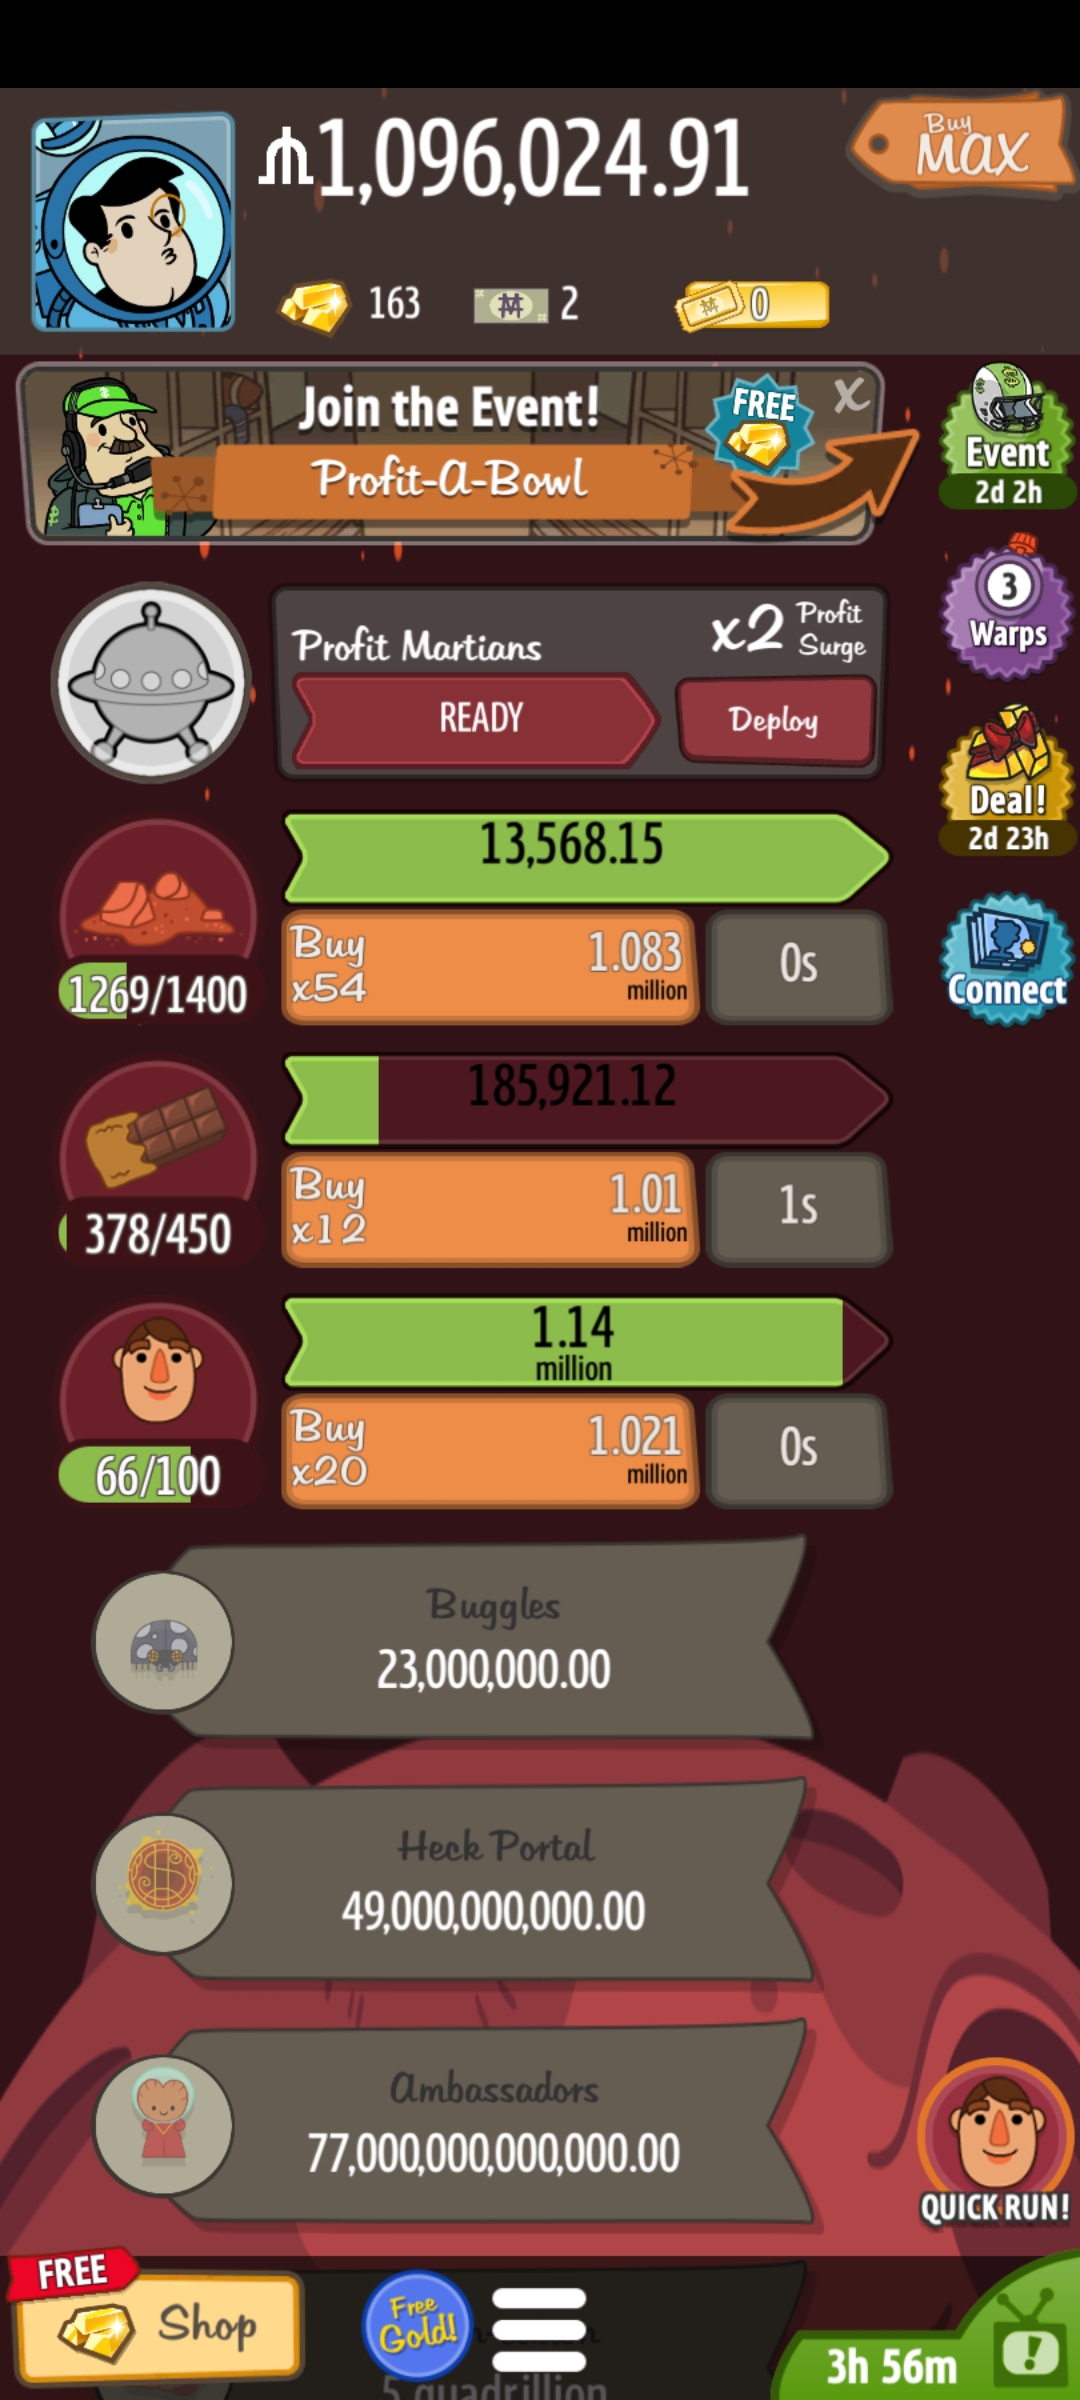 ₼1,096,024.91
Buy
MAX
163
2
0
Join the Event!
Profit-A-Bowl
FREE
X
Event
2d 2h
3
Warps
Profit Martians
x2 Profit
Surge
READY
Deploy
Deal!
2d 23h
13,568.15
Buy
x54
1.083
million
0s
1269/1400
Connect
185,921.12
Buy
x12
1.01
million
1s
378/450
1.14
million
Buy
x20
1.021
million
0s
66/100
Buggles
23,000,000.00
Heck Portal
49,000,000,000.00
Ambassadors
77,000,000,000,000.00
QUICK RUN!
FREE
Shop
Free
Gold!
3h 56m
5 quadrillion